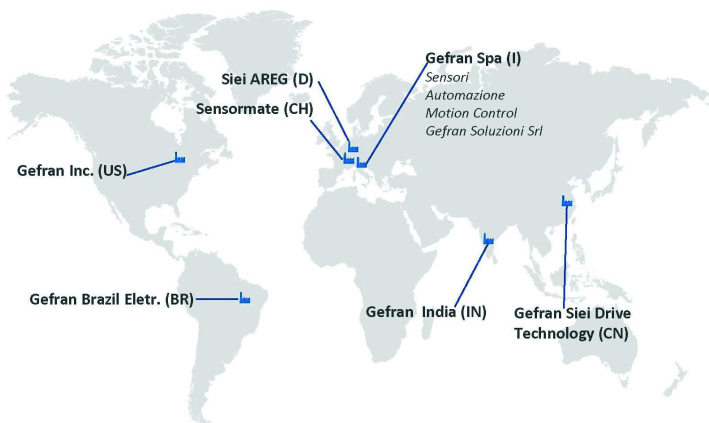 Gefran Spa (I)
Sensori
Automazione
Motion Control
Gefran Soluzioni Srl
Siei AREG (D)
Sensormate (CH)
Gefran Inc. (US)
Gefran Brazil Eletr. (BR)
Gefran India (IN)
Gefran Siei Drive
Technology (CN)